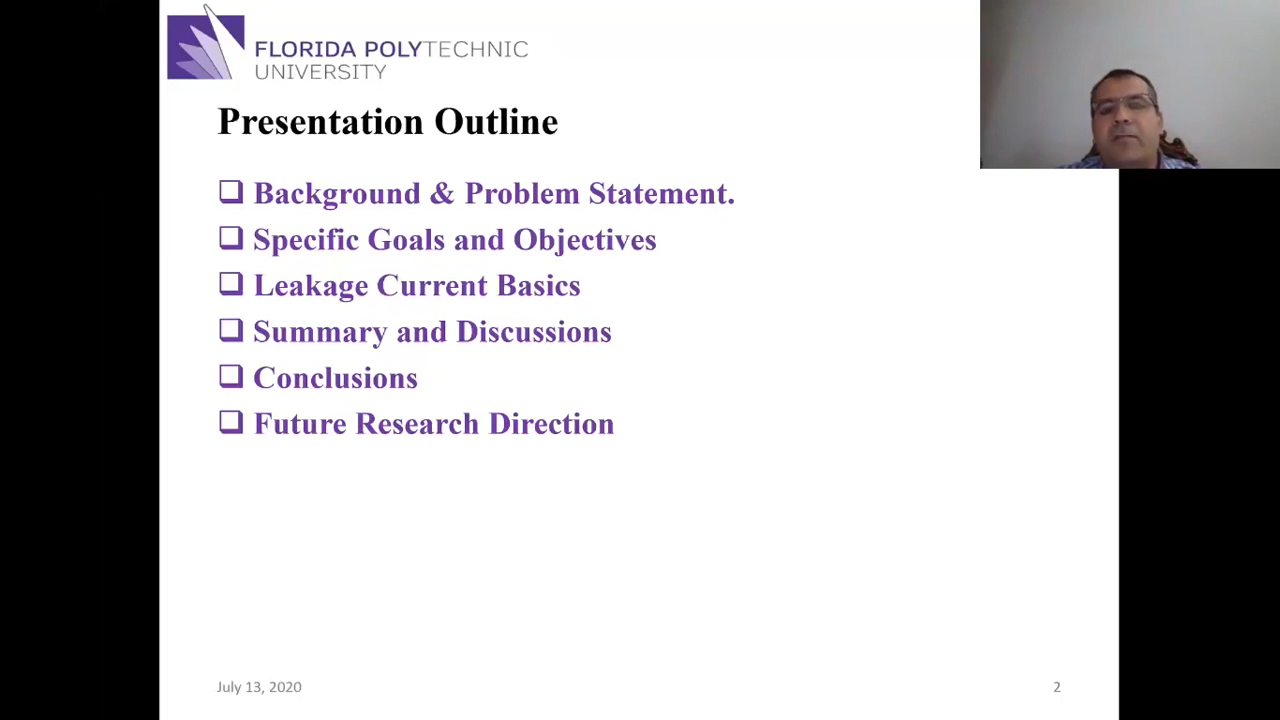 FLORIDA POLYTECHNIC
UNIVERSITY
Presentation Outline
Background & Problem Statement.
Specific Goals and Objectives
Leakage Current Basics
Summary and Discussions
Conclusions
Future Research Direction
July 13, 2020
2